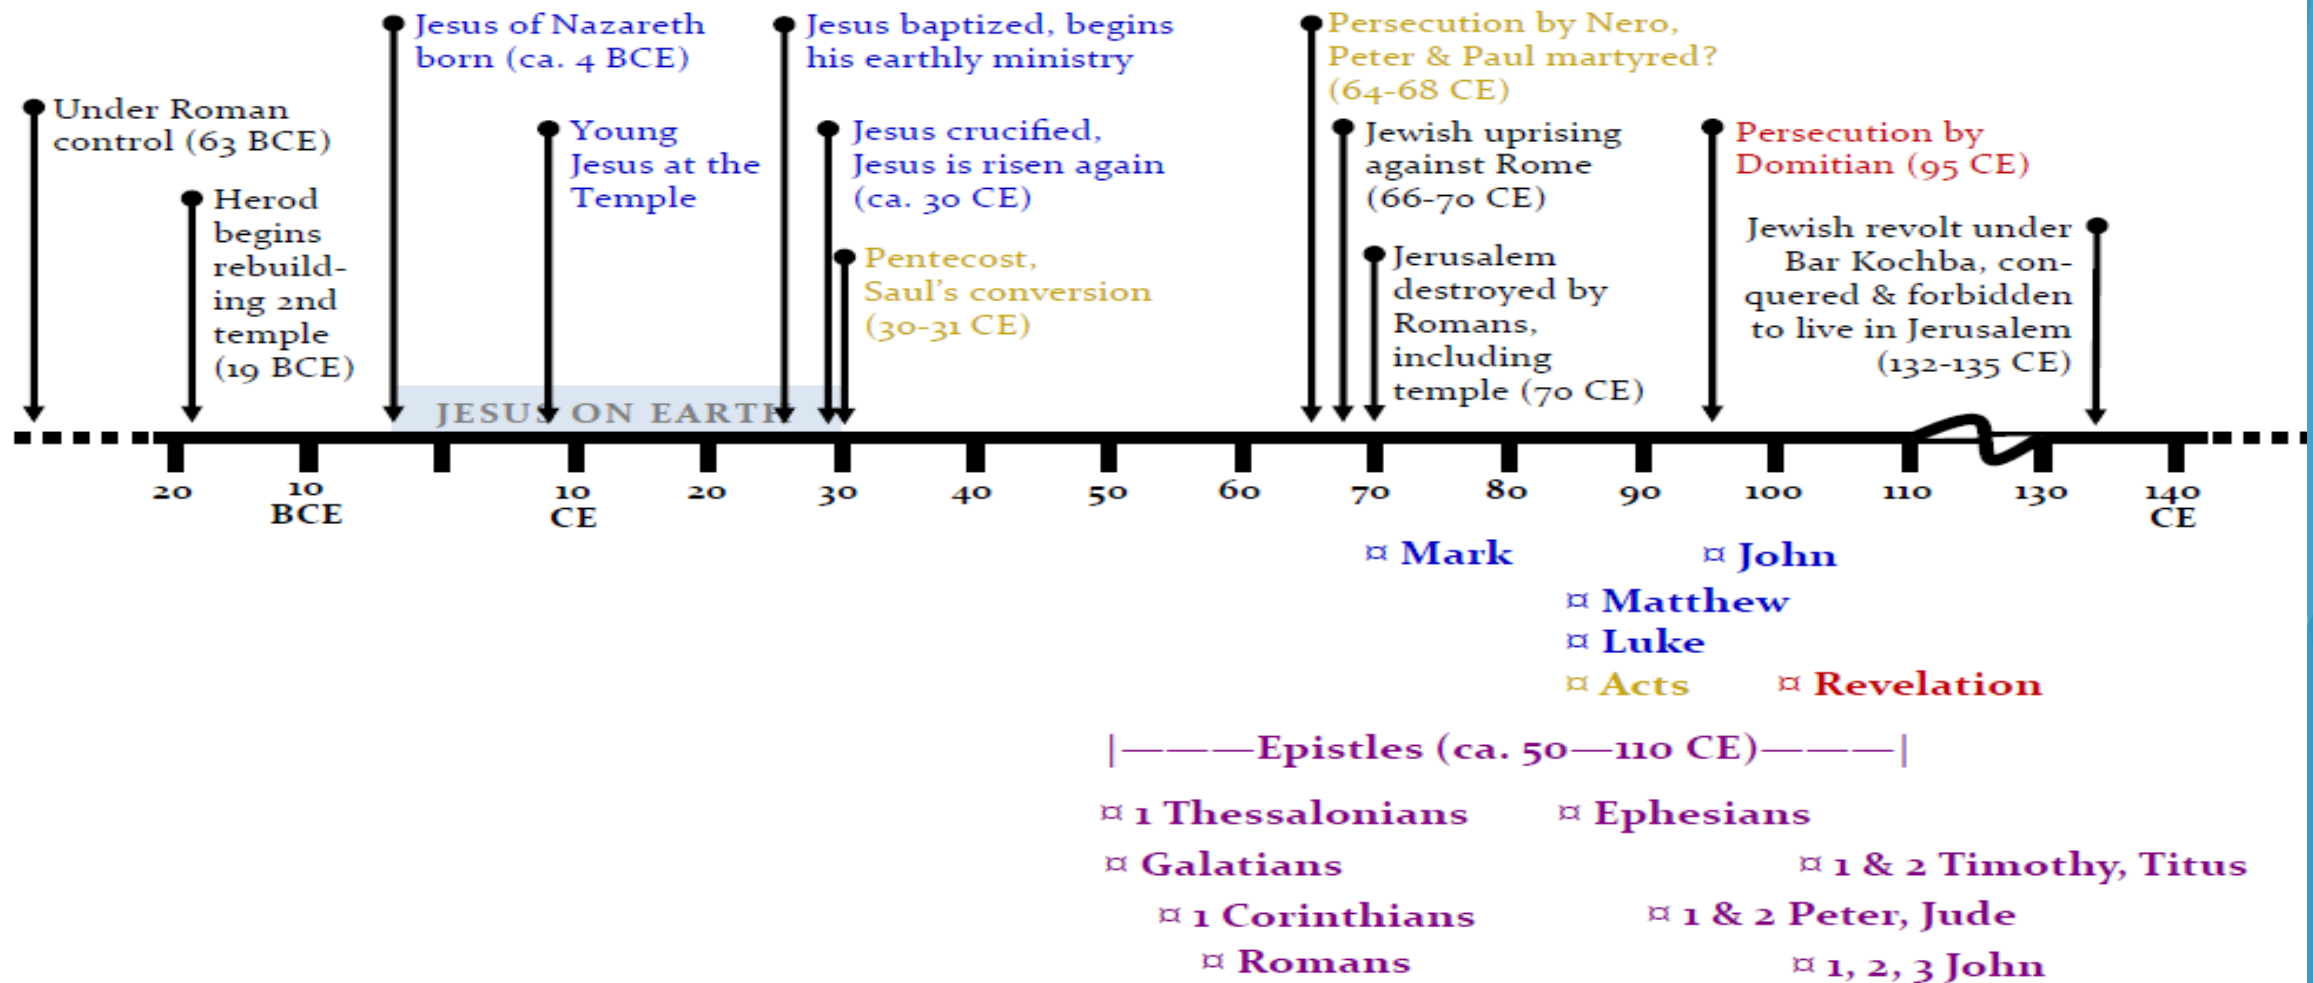 Jesus of Nazareth
born (ca. 4 BCE)
Jesus baptized, begins
his earthly ministry
Persecution by Nero,
Peter & Paul martyred?
(64-68 CE)
Under Roman
control (63 BCE)
Young
Jesus at the
Temple
Jesus crucified,
Jesus is risen again
(ca. 30 CE)
Jewish uprising
against Rome
(66-70 CE)
Persecution by
Domitian (95 CE)
Herod
begins
rebuild-
ing 2nd
temple
(19 BCE)
Pentecost,
Saul's conversion
(30-31 CE)
Jerusalem
destroyed by
Romans,
including
temple (70 CE)
Jewish revolt under
Bar Kochba, con-
quered & forbidden
to live in Jerusalem
(132-135 CE)
JESUS ON EARTH
20 10 10 20 30 40 50 60 70 80 90 100 110 130 140
BCE CE CE
¤ Mark ¤ John
¤ Matthew
¤ Luke
¤ Acts ¤ Revelation
|———Epistles (ca. 50—110 CE)———|
¤ 1 Thessalonians ¤ Ephesians
¤ Galatians ¤ 1 & 2 Timothy, Titus
¤ 1 Corinthians ¤ 1 & 2 Peter, Jude
¤ Romans ¤ 1, 2, 3 John